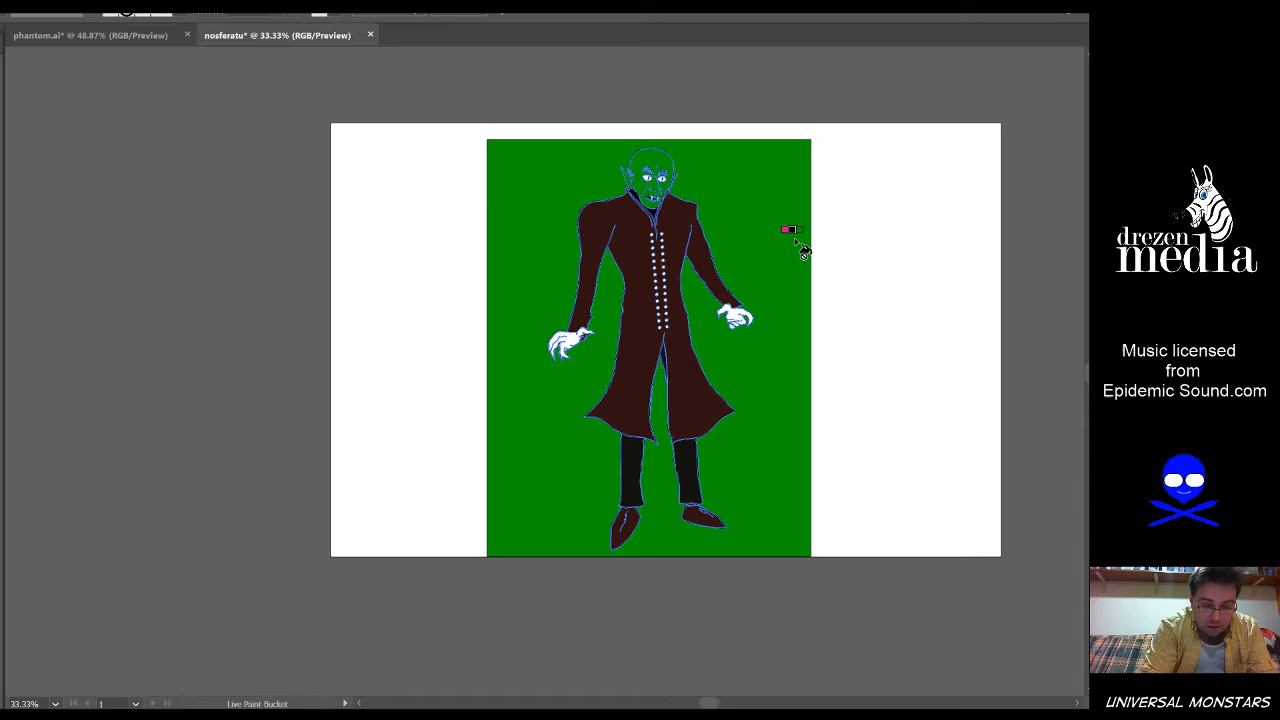 phantom.ai* @ 48.87% (RGB/Preview)
nosferatu* @ 33.33% (RGB/Preview)
drezen
media
Music licensed
from
Epidemic Sound.com
33.33%
1
Live Paint Bucket
UNIVERSAL MONSTARS